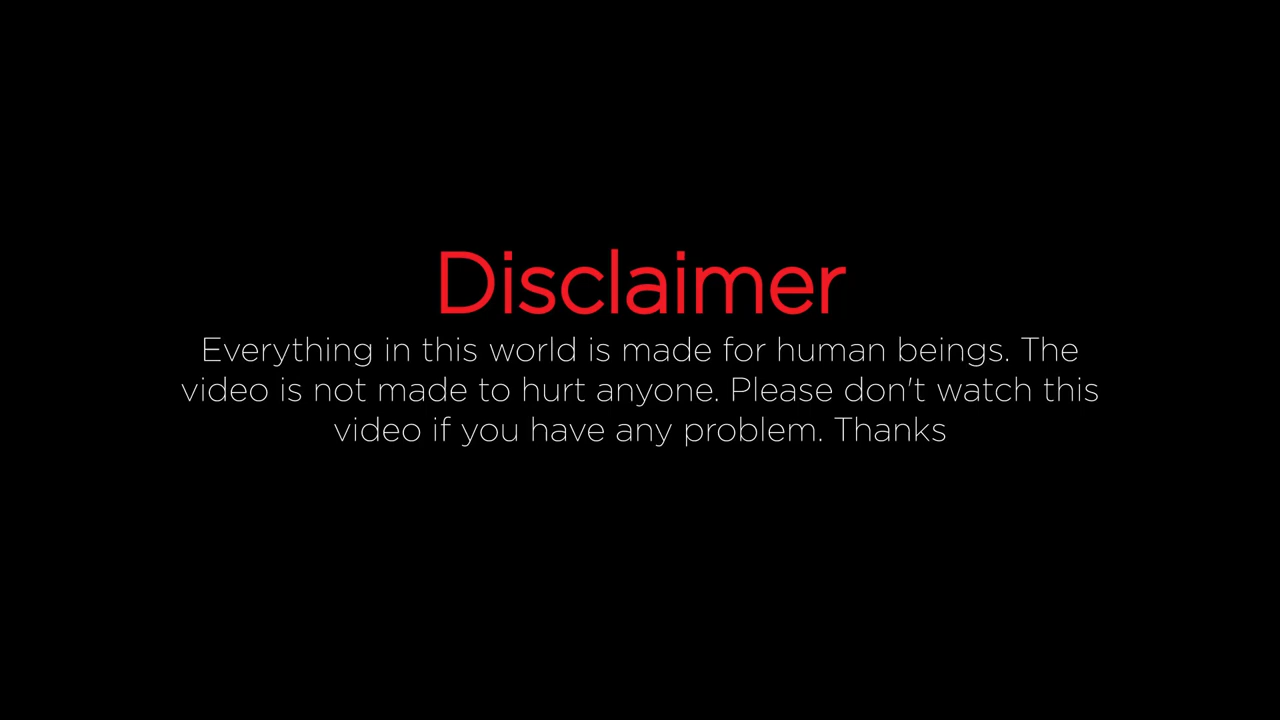 Disclaimer
Everything in this world is made for human beings. The
video is not made to hurt anyone. Please don't watch this
video if you have any problem. Thanks